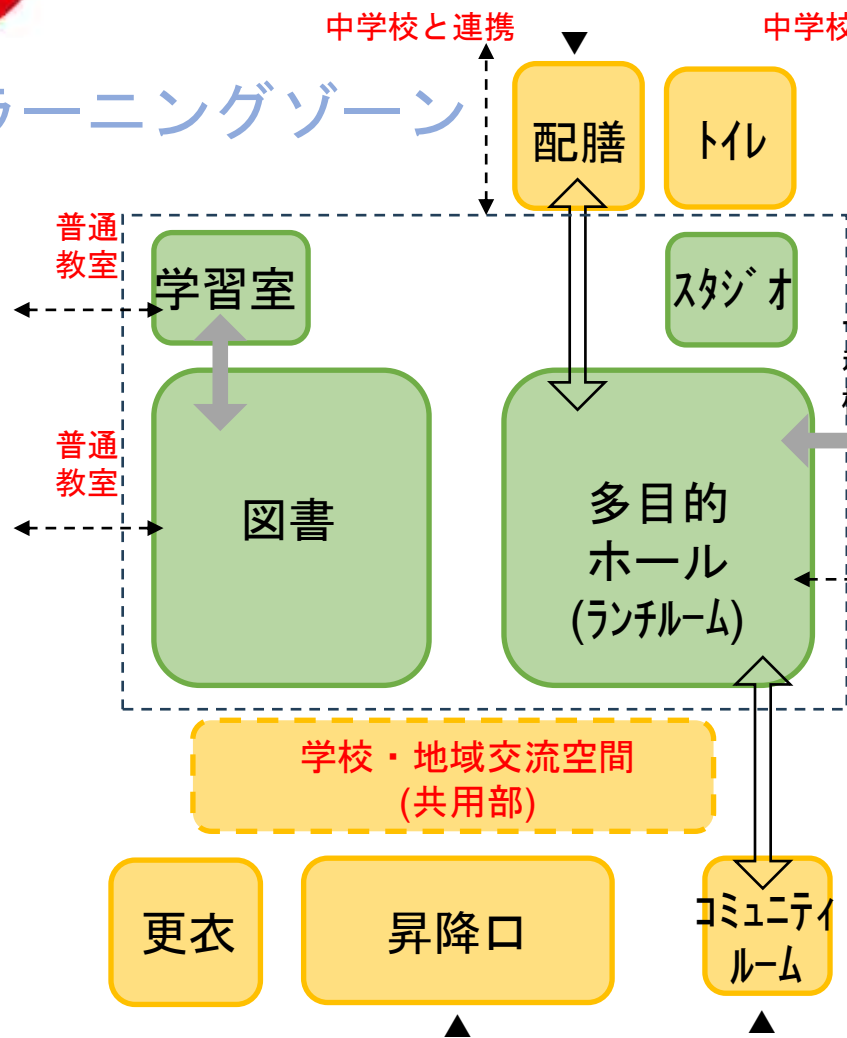 中学校と連携
中学校
ラーニングゾーン
配膳
ﾄｲﾚ
普通
教室
学習室
ｽﾀｼﾞｵ
普通
教室
図書
多目的
ホール
(ﾗﾝﾁﾙｰﾑ)
学校・地域交流空間
(共用部)
更衣
昇降口
ｺﾐｭﾆﾃｨ
ﾙｰﾑ